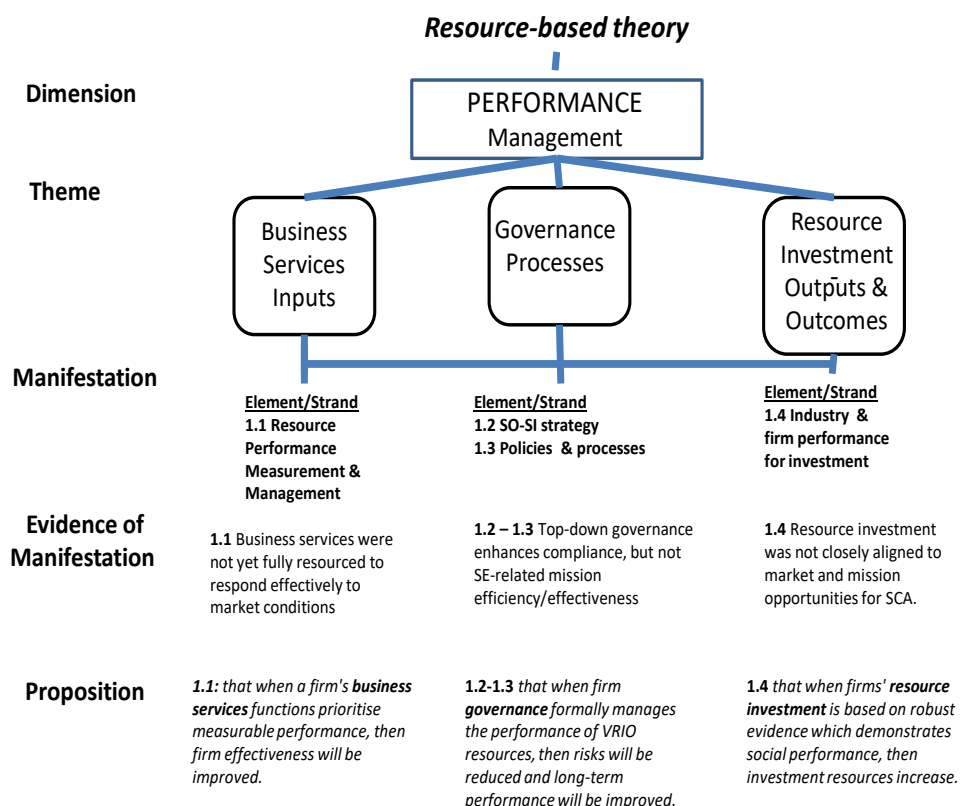 Resource-based theory
Dimension
PERFORMANCE
Management
Theme
Business
Services
Inputs
Governance
Processes
Resource
Investment
Outputs &
Outcomes
Manifestation
Element/Strand
1.1 Resource
Performance
Measurement &
Management
Element/Strand
1.2 SO-SI strategy
1.3 Policies & processes
Element/Strand
1.4 Industry &
firm performance
for investment
Evidence of
Manifestation
1.1 Business services were
not yet fully resourced to
respond effectively to
market conditions
1.2 – 1.3 Top-down governance
enhances compliance, but not
SE-related mission
efficiency/effectiveness
1.4 Resource investment
was not closely aligned to
market and mission
opportunities for SCA.
Proposition
1.1: that when a firm's business
services functions prioritise
measurable performance, then
firm effectiveness will be
improved.
1.2-1.3 that when firm
governance formally manages
the performance of VRIO
resources, then risks will be
reduced and long-term
performance will be improved.
1.4 that when firms' resource
investment is based on robust
evidence which demonstrates
social performance, then
investment resources increase.